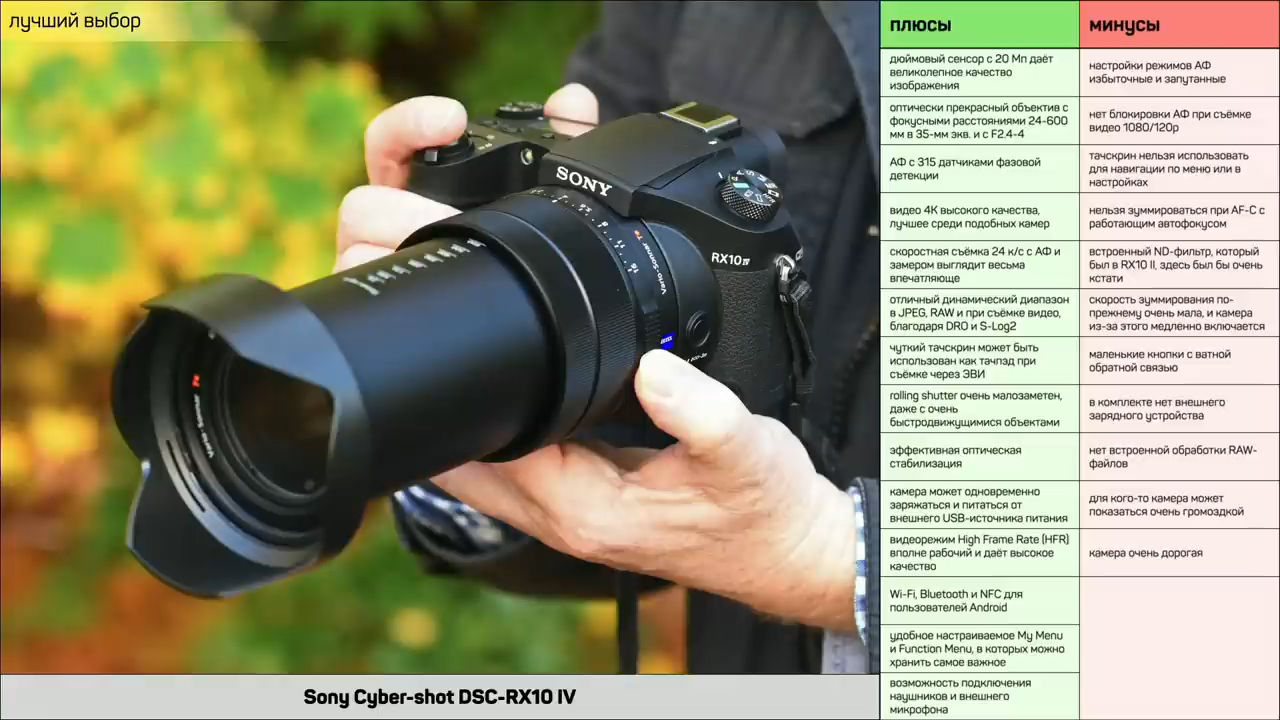 лучший выбор
SONY
RX10 IV
Vario-Sonnar T*
ZEISS
Sony Cyber-shot DSC-RX10 IV
плюсы
дюймовый сенсор с 20 Мп даёт
великолепное качество
изображения
оптически прекрасный объектив с
фокусными расстояниями 24-600
мм в 35-мм экв. и с F2.4-4
АФ с 315 датчиками фазовой
детекции
видео 4К высокого качества,
лучшее среди подобных камер
скоростная съёмка 24 к/с с АФ и
замером выглядит весьма
впечатляюще
отличный динамический диапазон
в JPEG, RAW и при съёмке видео,
благодаря DRO и S-Log2
чуткий тачскрин может быть
использован как тачпэд при
съёмке через ЭВИ
rolling shutter очень малозаметен,
даже с очень
быстродвижущимися объектами
эффективная оптическая
стабилизация
камера может одновременно
заряжаться и питаться от
внешнего USB-источника питания
видеорежим High Frame Rate (HFR)
вполне рабочий и даёт высокое
качество
Wi-Fi, Bluetooth и NFC для
пользователей Android
удобное настраиваемое My Menu
и Function Menu, в которых можно
хранить самое важное
возможность подключения
наушников и внешнего
микрофона
минусы
настройки режимов АФ
избыточные и запутанные
нет блокировки АФ при съёмке
видео 1080/120p
тачскрин нельзя использовать
для навигации по меню или в
настройках
нельзя зуммироваться при AF-C с
работающим автофокусом
встроенный ND-фильтр, который
был в RX10 II, здесь был бы очень
кстати
скорость зуммирования по-
прежнему очень мала, и камера
из-за этого медленно включается
маленькие кнопки с ватной
обратной связью
в комплекте нет внешнего
зарядного устройства
нет встроенной обработки RAW-
файлов
для кого-то камера может
показаться очень громоздкой
камера очень дорогая